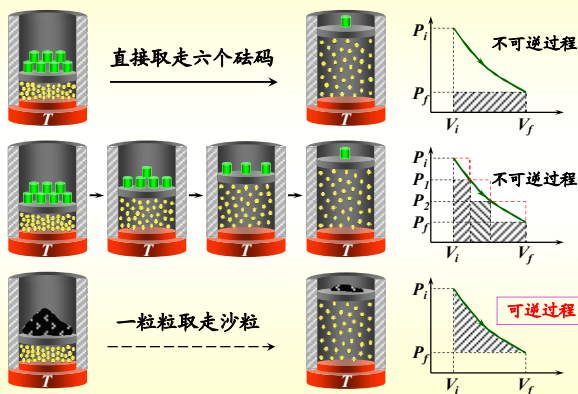 直接取走六个砝码
T
P_i
P_f
V_i
V_f
不可逆过程
T
T
T
T
P_i
P_1
P_2
P_f
V_i
V_f
不可逆过程
一粒粒取走沙粒
T
T
P_i
P_f
V_i
V_f
可逆过程